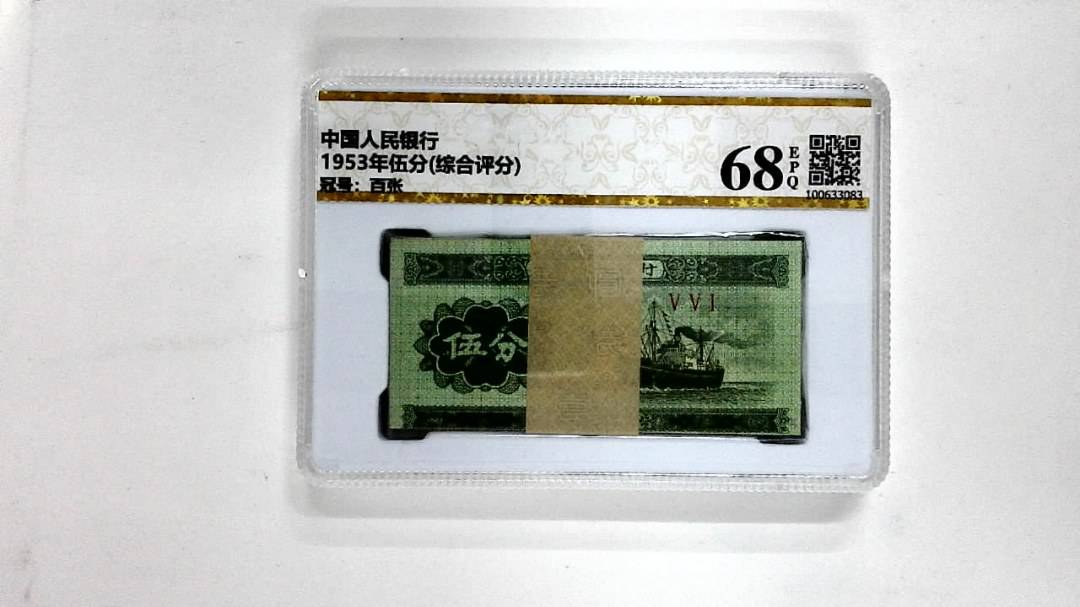 中国人民银行
1953年伍分(综合评分)
冠号：百张
68
EPQ
100633083
VVI
伍分